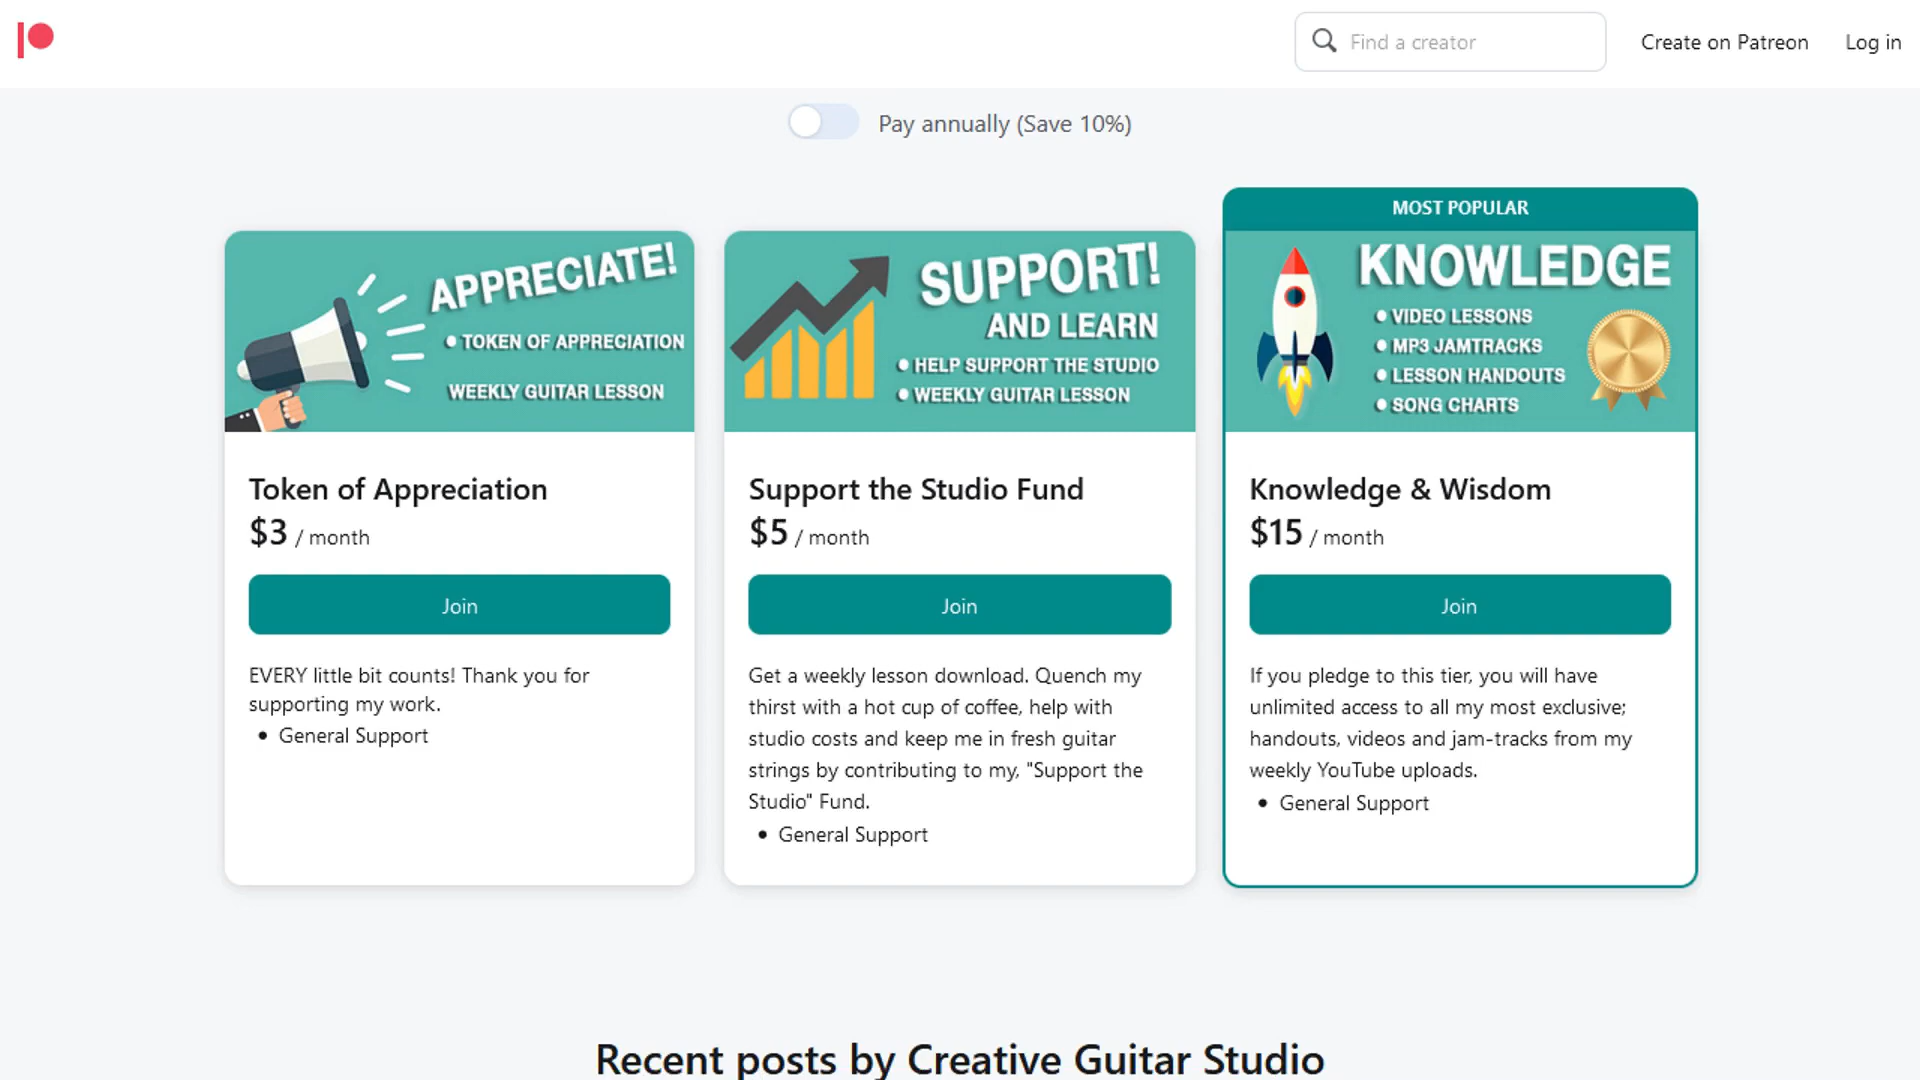 Find a creator
Create on Patreon
Log in
Pay annually (Save 10%)
APPRECIATE!
• TOKEN OF APPRECIATION
WEEKLY GUITAR LESSON
Token of Appreciation
$3 / month
Join
EVERY little bit counts! Thank you for
supporting my work.
• General Support
SUPPORT!
AND LEARN
• HELP SUPPORT THE STUDIO
• WEEKLY GUITAR LESSON
Support the Studio Fund
$5 / month
Join
Get a weekly lesson download. Quench my
thirst with a hot cup of coffee, help with
studio costs and keep me in fresh guitar
strings by contributing to my, "Support the
Studio" Fund.
• General Support
MOST POPULAR
KNOWLEDGE
• VIDEO LESSONS
• MP3 JAMTRACKS
• LESSON HANDOUTS
• SONG CHARTS
Knowledge & Wisdom
$15 / month
Join
If you pledge to this tier, you will have
unlimited access to all my most exclusive;
handouts, videos and jam-tracks from my
weekly YouTube uploads.
• General Support
Recent posts by Creative Guitar Studio